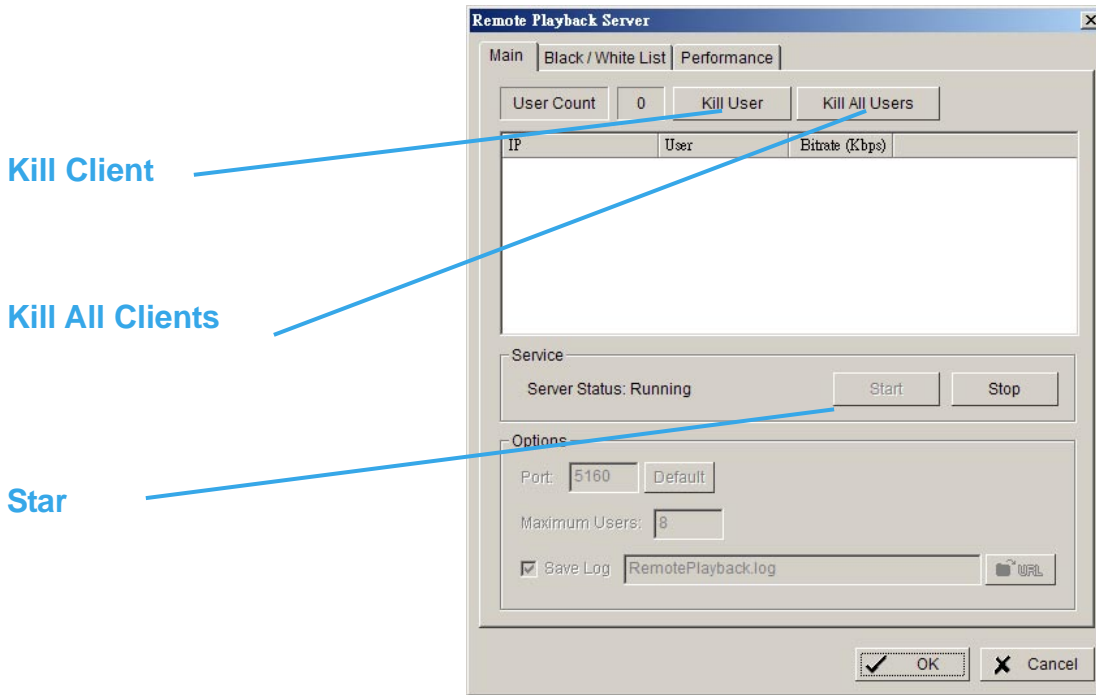 Remote Playback Server
Main Black / White List Performance
User Count 0 Kill User Kill All Users
IP User Bitrate (Kbps)
Kill Client
Kill All Clients
Service
Server Status: Running Start Stop
Options
Port: 5160 Default
Star
Maximum Users: 8
Save Log RemotePlayback.log URL
OK Cancel